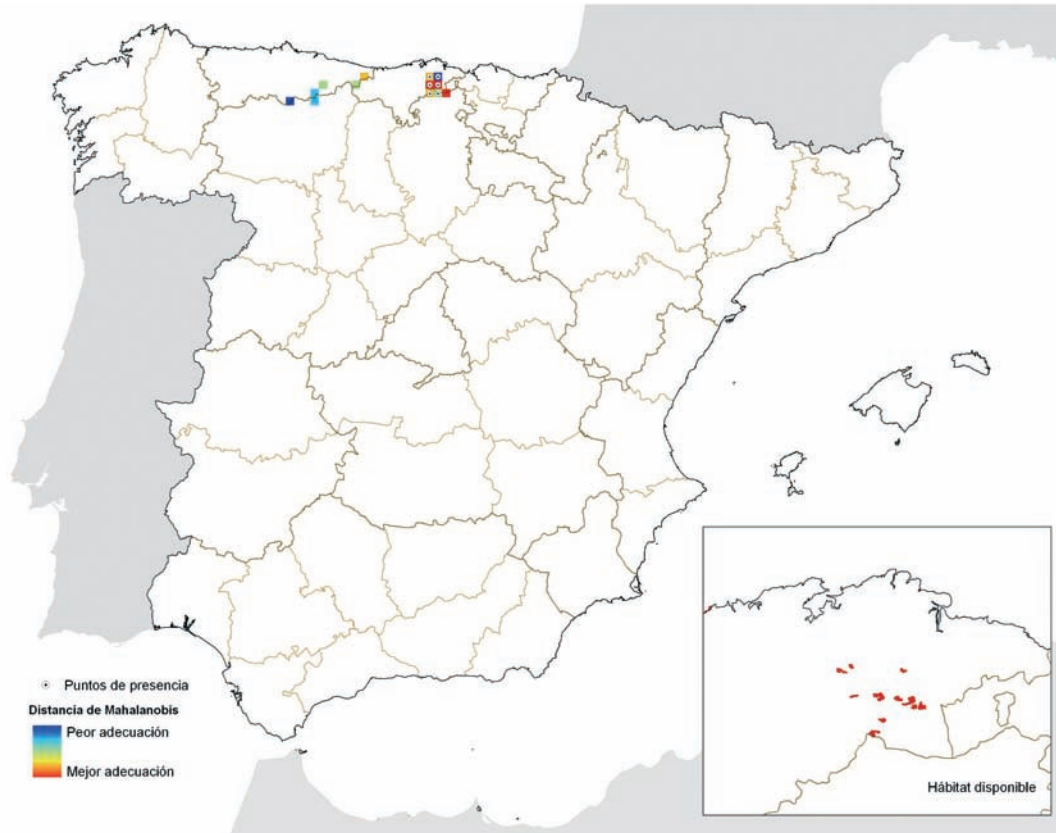 Puntos de presencia
Distancia de Mahalanobis
Peor adecuación
Mejor adecuación
Hábitat disponible